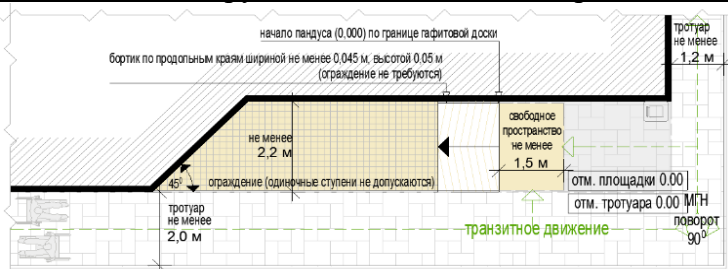 начало пандуса (0,000) по границе гафитовой доски
бортик по продольным краям шириной не менее 0,045 м, высотой 0,05 м
(ограждение не требуются)
тротуар
не менее
1,2 м
свободное
пространство
не менее
1,5 м
не менее
2,2 м
45⁰
ограждение (одиночные ступени не допускаются)
отм. площадки 0.00
отм. тротуара 0.00
МГН
поворот
90⁰
тротуар
не менее
2,0 м
транзитное движение